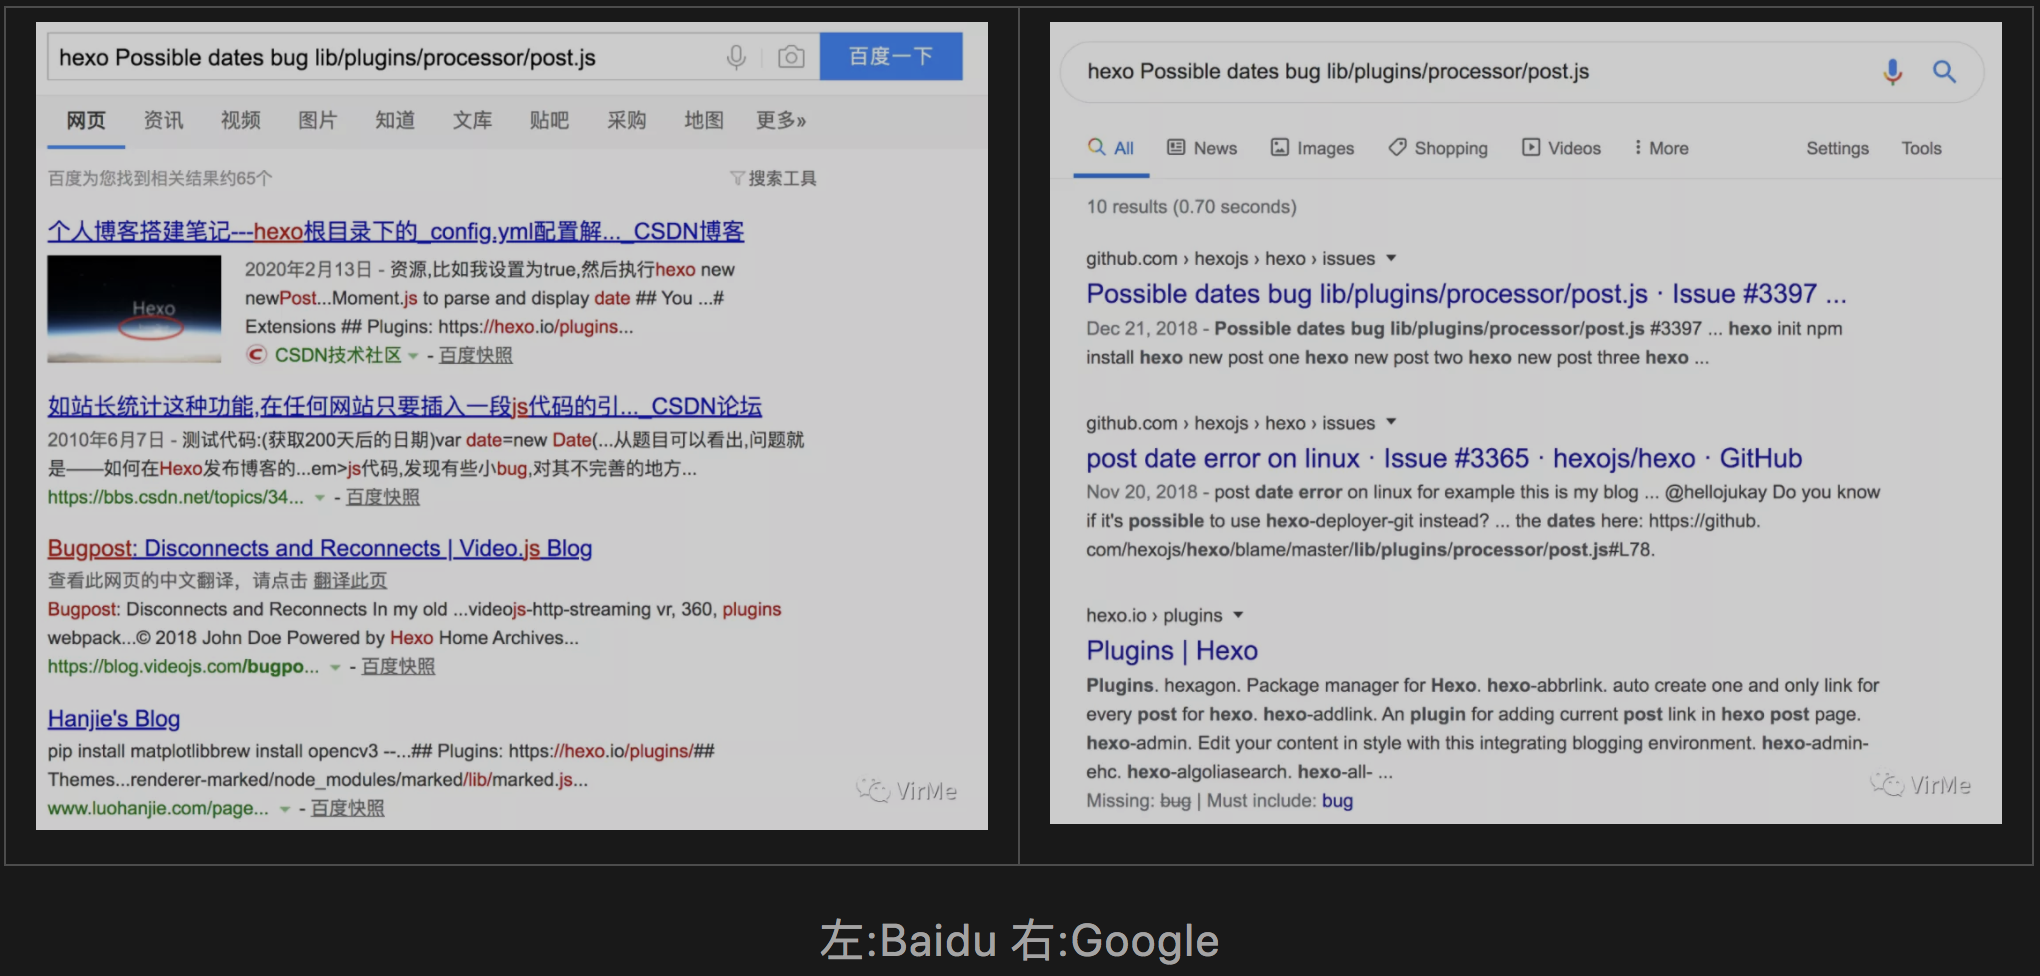 hexo Possible dates bug lib/plugins/processor/post.js
百度一下
网页 资讯 视频 图片 知道 文库 贴吧 采购 地图 更多»
百度为您找到相关结果约65个
搜索工具
个人博客搭建笔记---hexo根目录下的_config.yml配置解..._CSDN博客
Hexo
2020年2月13日 - 资源,比如我设置为true,然后执行hexo new
newPost...Moment.js to parse and display date ## You ...#
Extensions ## Plugins: https://hexo.io/plugins...
CSDN技术社区 - 百度快照
如站长统计这种功能,在任何网站只要插入一段js代码的引..._CSDN论坛
2010年6月7日 - 测试代码:(获取200天后的日期)var date=new Date(...从题目可以看出,问题就
是——如何在Hexo发布博客的...em>js代码,发现有些小bug,对其不完善的地方...
https://bbs.csdn.net/topics/34... - 百度快照
Bugpost: Disconnects and Reconnects | Video.js Blog
查看此网页的中文翻译，请点击 翻译此页
Bugpost: Disconnects and Reconnects In my old ...videojs-http-streaming vr, 360, plugins
webpack...© 2018 John Doe Powered by Hexo Home Archives...
https://blog.videojs.com/bugpo... - 百度快照
Hanjie's Blog
pip install matplotlibbrew install opencv3 --...## Plugins: https://hexo.io/plugins/##
Themes...renderer-marked/node_modules/marked/lib/marked.js...
www.luohanjie.com/page... - 百度快照
VirMe
hexo Possible dates bug lib/plugins/processor/post.js
All News Images Shopping Videos More Settings Tools
10 results (0.70 seconds)
github.com › hexojs › hexo › issues
Possible dates bug lib/plugins/processor/post.js · Issue #3397 ...
Dec 21, 2018 - Possible dates bug lib/plugins/processor/post.js #3397 ... hexo init npm
install hexo new post one hexo new post two hexo new post three hexo ...
github.com › hexojs › hexo › issues
post date error on linux · Issue #3365 · hexojs/hexo · GitHub
Nov 20, 2018 - post date error on linux for example this is my blog ... @hellojukay Do you know
if it's possible to use hexo-deployer-git instead? ... the dates here: https://github.
com/hexojs/hexo/blame/master/lib/plugins/processor/post.js#L78.
hexo.io › plugins
Plugins | Hexo
Plugins. hexagon. Package manager for Hexo. hexo-abbrlink. auto create one and only link for
every post for hexo. hexo-addlink. An plugin for adding current post link in hexo post page.
hexo-admin. Edit your content in style with this integrating blogging environment. hexo-admin-
ehc. hexo-algoliasearch. hexo-all- ...
Missing: bug | Must include: bug
VirMe
左:Baidu 右:Google